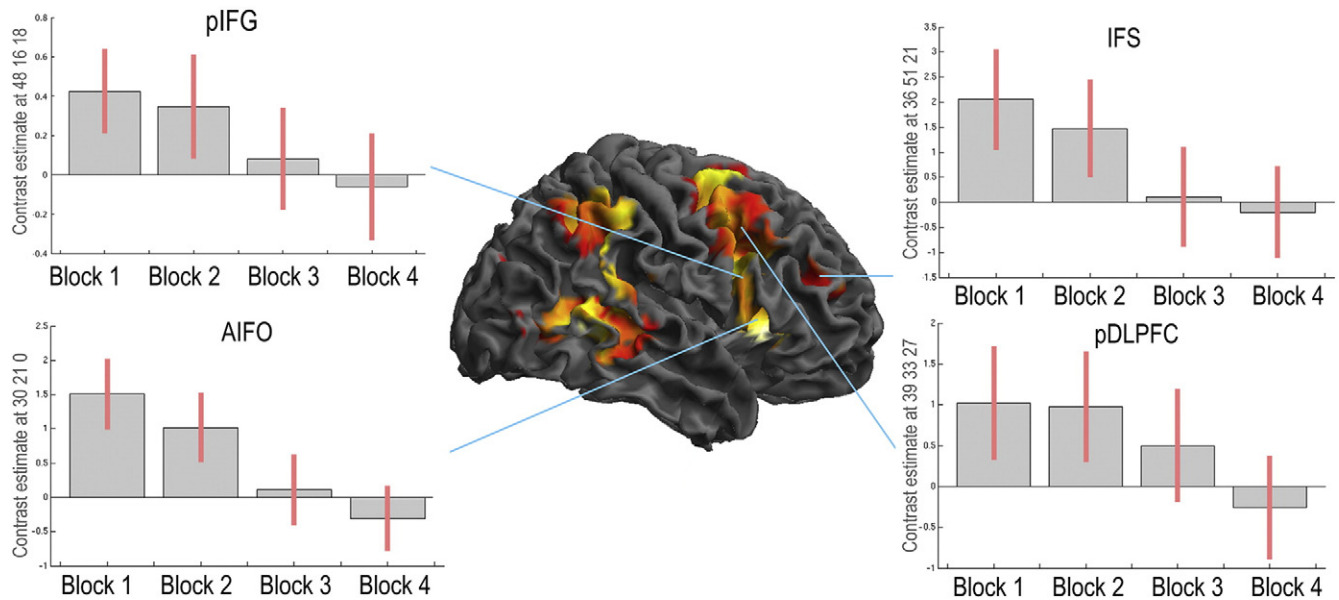 pIFG
Contrast estimate at 48 16 18
0.8
0.6
0.4
0.2
0
-0.2
-0.4
Block 1 Block 2 Block 3 Block 4
IFS
Contrast estimate at 36 51 21
3.5
3
2.5
2
1.5
1
0.5
0
-0.5
-1
-1.5
Block 1 Block 2 Block 3 Block 4
AIFO
Contrast estimate at 30 21 0
2.5
2
1.5
1
0.5
0
-0.5
-1
Block 1 Block 2 Block 3 Block 4
pDLPFC
Contrast estimate at 39 33 27
2
1.5
1
0.5
0
-0.5
-1
Block 1 Block 2 Block 3 Block 4